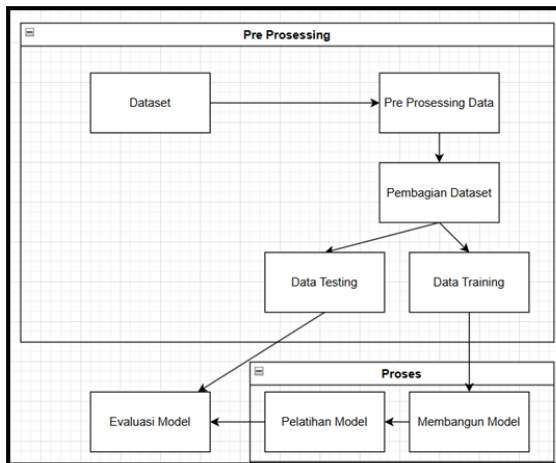 Pre Prosessing
Dataset
Pre Prosessing Data
Pembagian Dataset
Data Testing
Data Training
Proses
Evaluasi Model
Pelatihan Model
Membangun Model